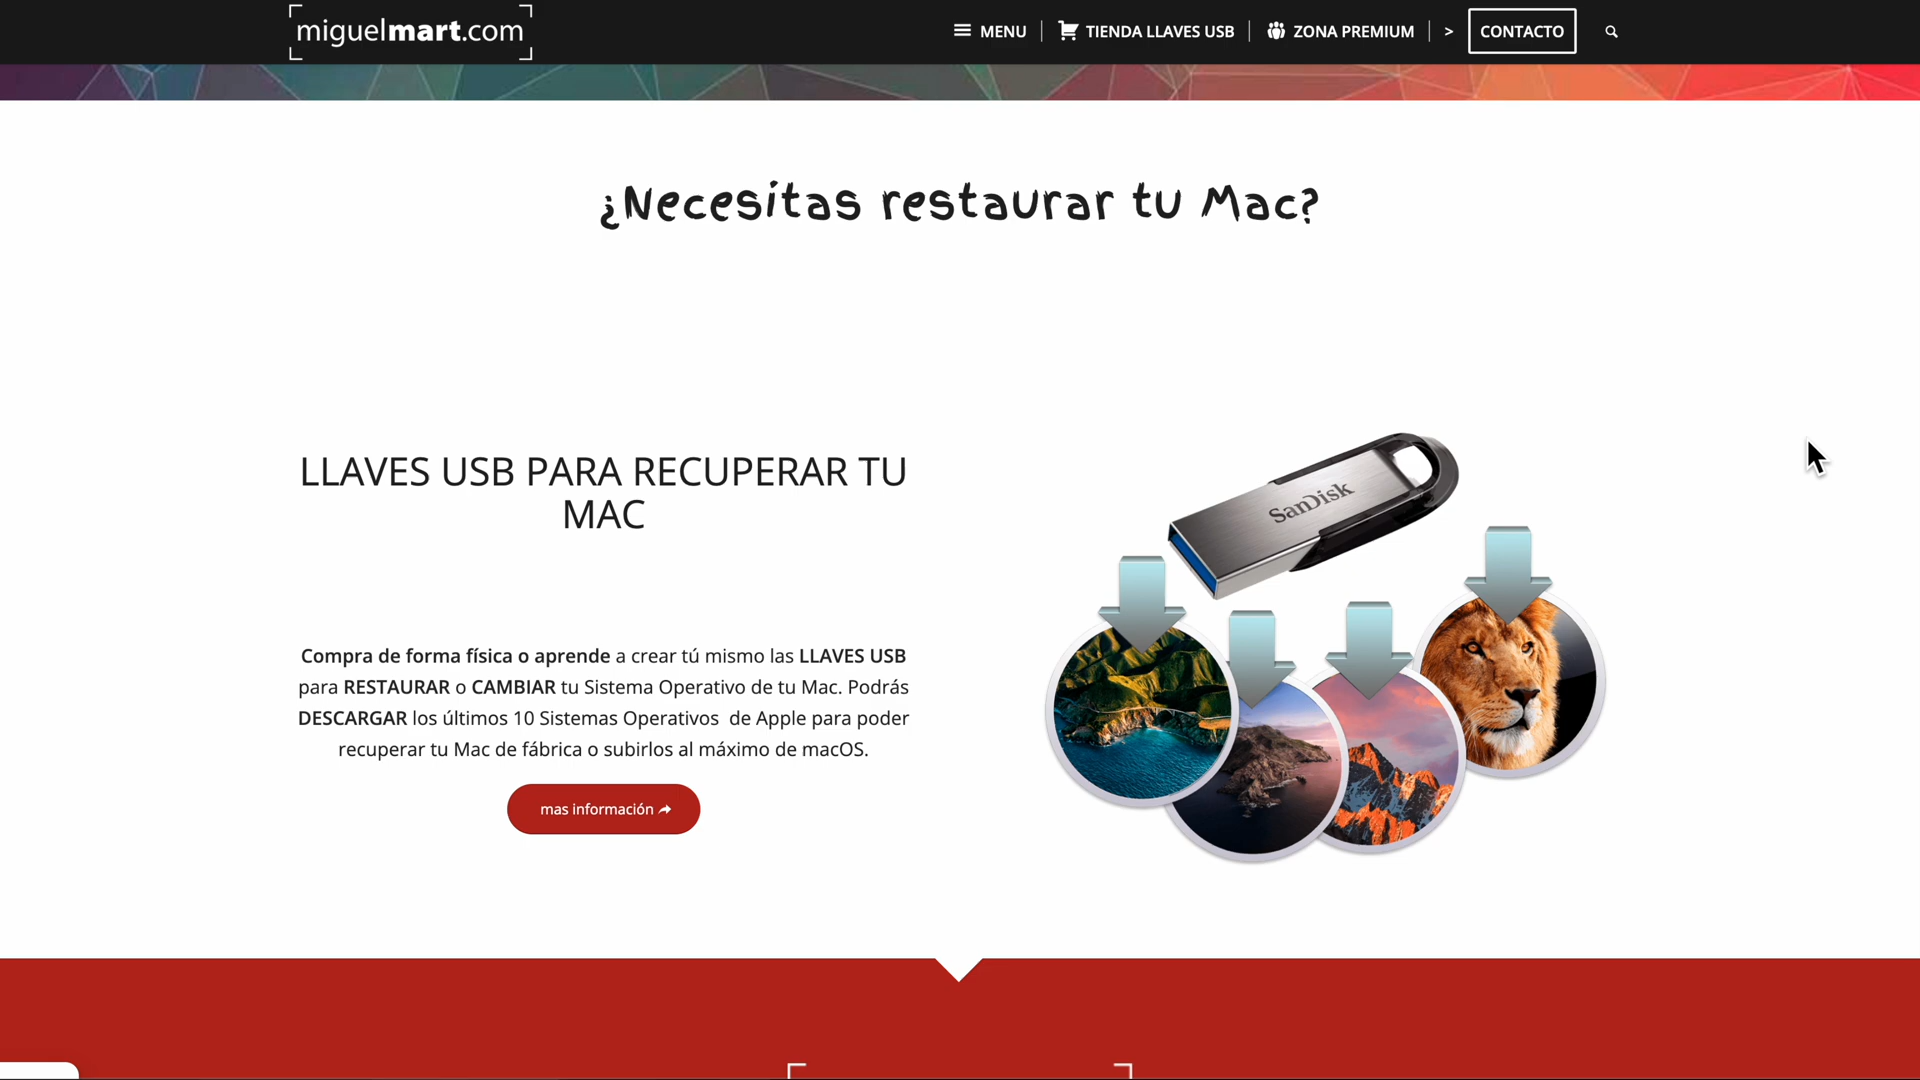 miguelmart.com
MENU
TIENDA LLAVES USB
ZONA PREMIUM
>
CONTACTO
¿Necesitas restaurar tu Mac?
LLAVES USB PARA RECUPERAR TU
MAC
SanDisk
Compra de forma física o aprende a crear tú mismo las LLAVES USB
para RESTAURAR o CAMBIAR tu Sistema Operativo de tu Mac. Podrás
DESCARGAR los últimos 10 Sistemas Operativos de Apple para poder
recuperar tu Mac de fábrica o subirlos al máximo de macOS.
mas información